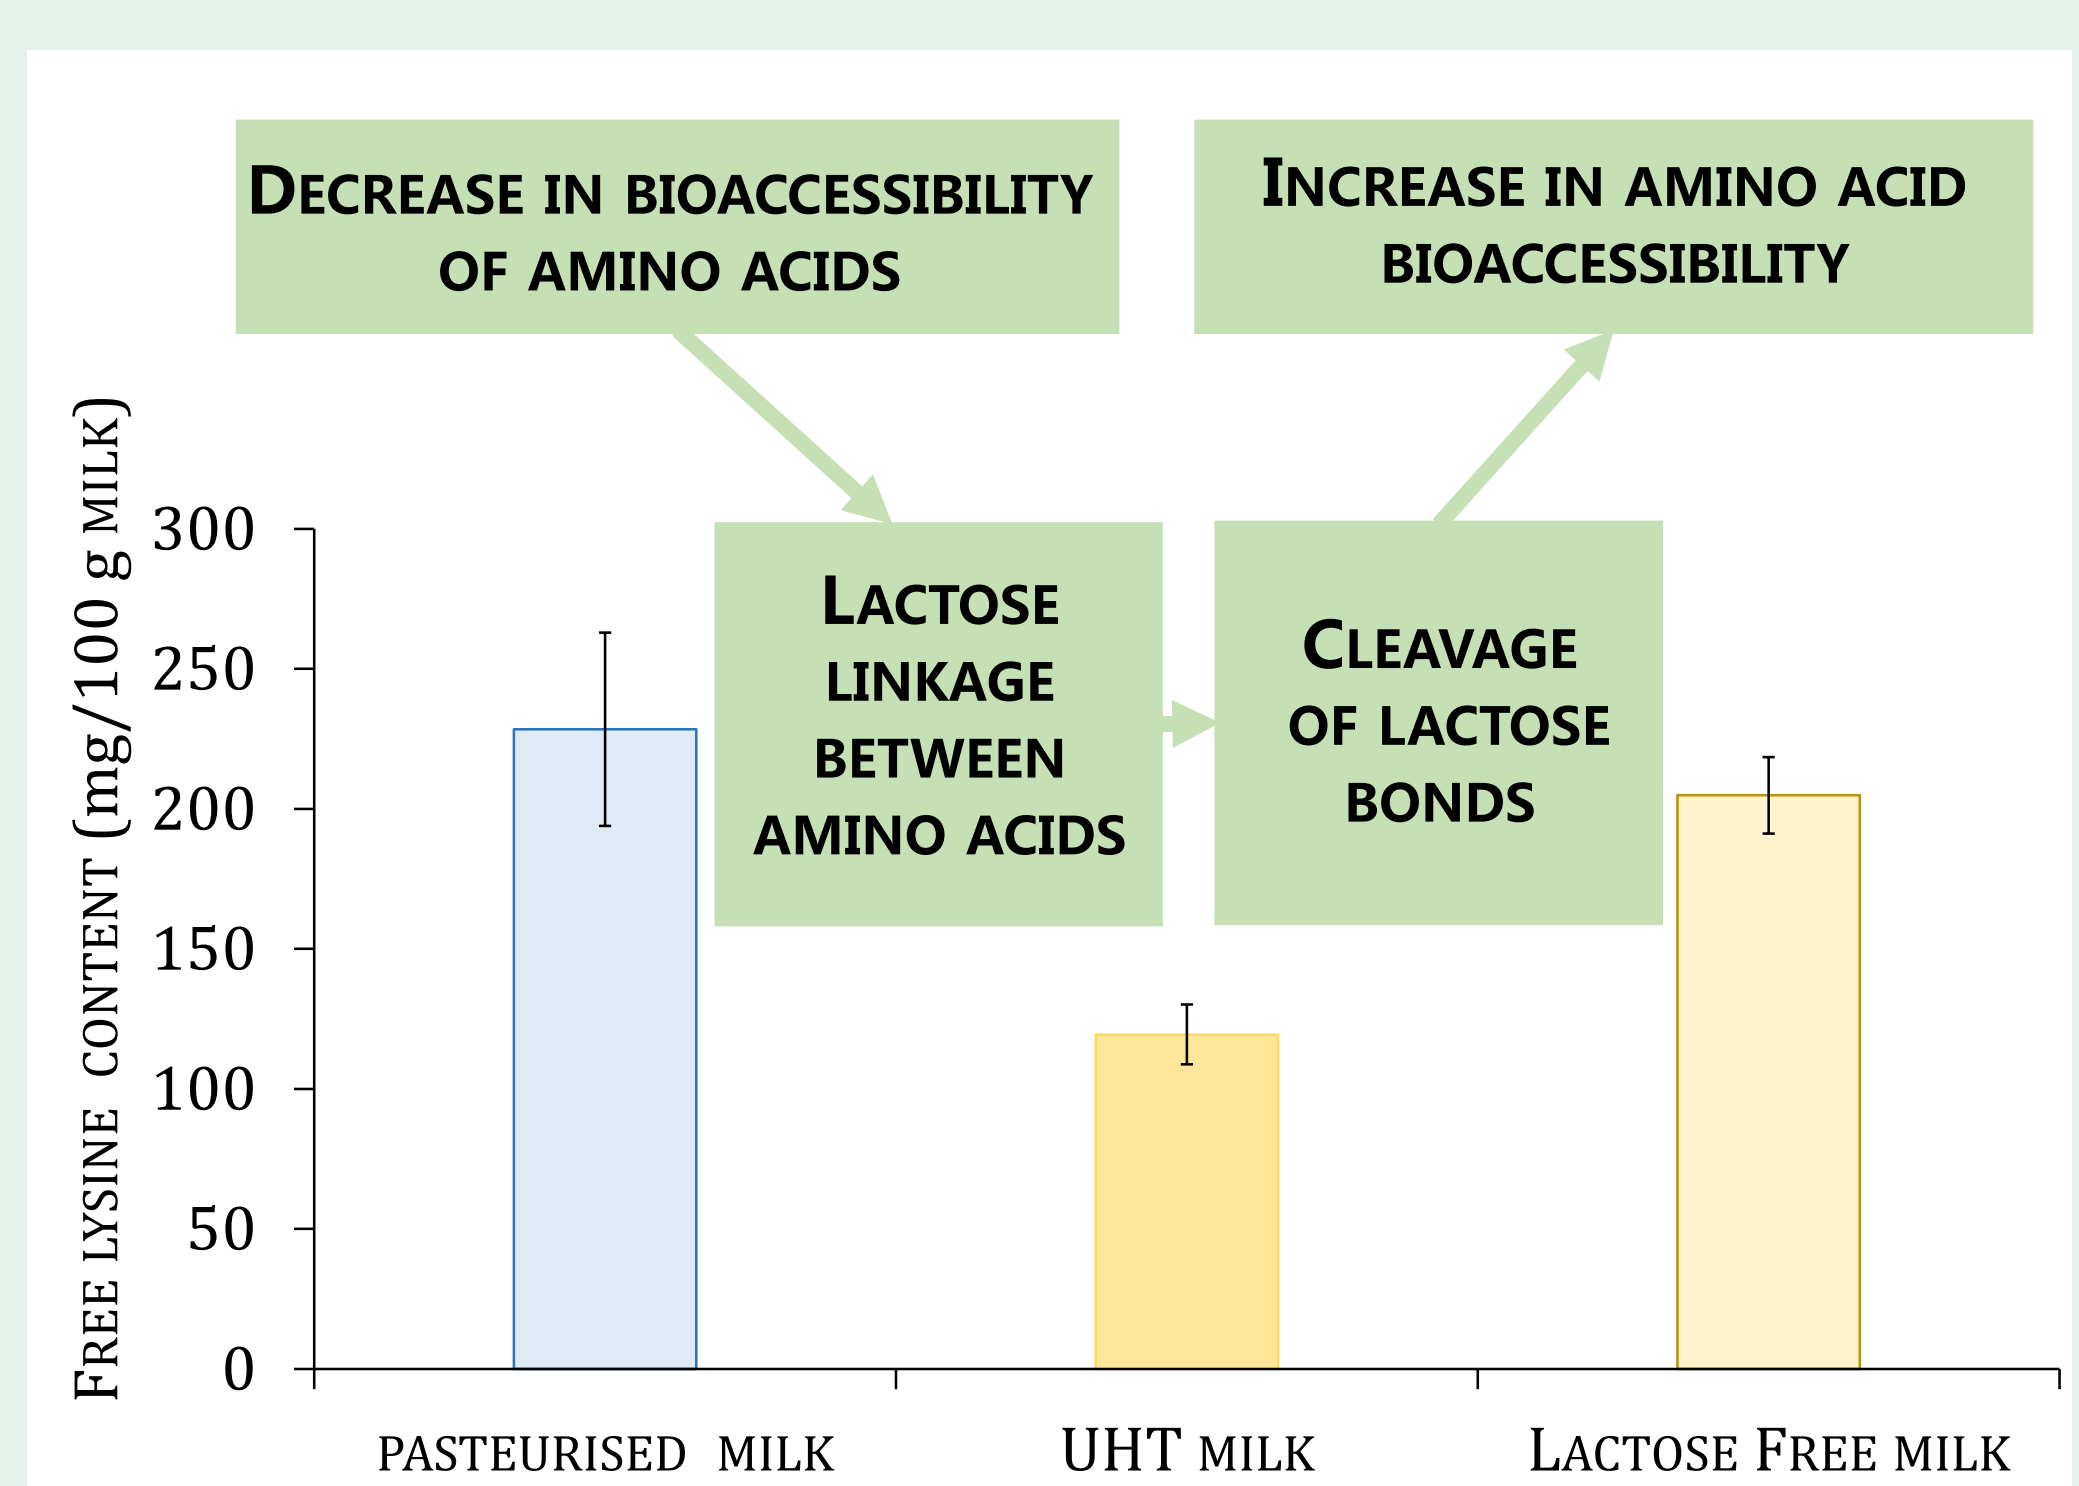 Decrease in bioaccessibility
of amino acids
Increase in amino acid
bioaccessibility
Lactose
linkage
between
amino acids
Cleavage
of lactose
bonds
Free lysine content (mg/100 g milk)
300
250
200
150
100
50
0
pasteurised milk
UHT milk
Lactose Free milk